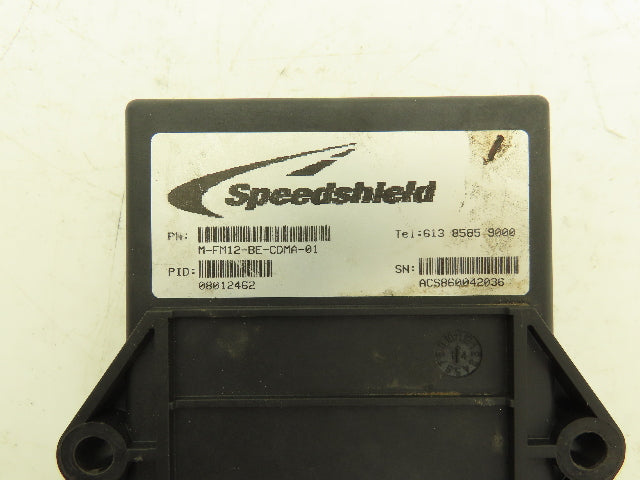 Speedshield
PN:
M-FM12-BE-CDMA-01
Tel:613 8585 9000
PID:
08012462
SN:
ACS860042036